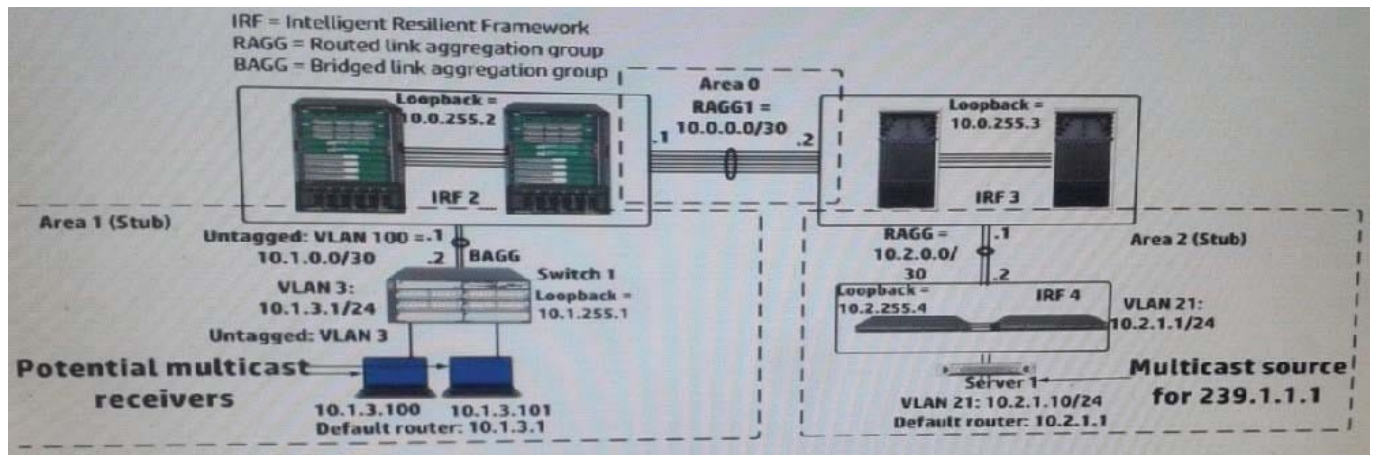 IRF = Intelligent Resilient Framework
RAGG = Routed link aggregation group
BAGG = Bridged link aggregation group
Area 0
RAGG1 =
10.0.0.0/30
.1
.2
Loopback =
10.0.255.2
IRF 2
Loopback =
10.0.255.3
IRF 3
Area 1 (Stub)
Untagged: VLAN 100 =.1
10.1.0.0/30
.2
BAGG
Switch 1
Loopback =
10.1.255.1
VLAN 3:
10.1.3.1/24
Untagged: VLAN 3
Potential multicast
receivers
10.1.3.100
10.1.3.101
Default router: 10.1.3.1
RAGG =
10.2.0.0/
30
.1
.2
Area 2 (Stub)
Loopback =
10.2.255.4
IRF 4
VLAN 21:
10.2.1.1/24
Server 1
VLAN 21: 10.2.1.10/24
Default router: 10.2.1.1
Multicast source
for 239.1.1.1